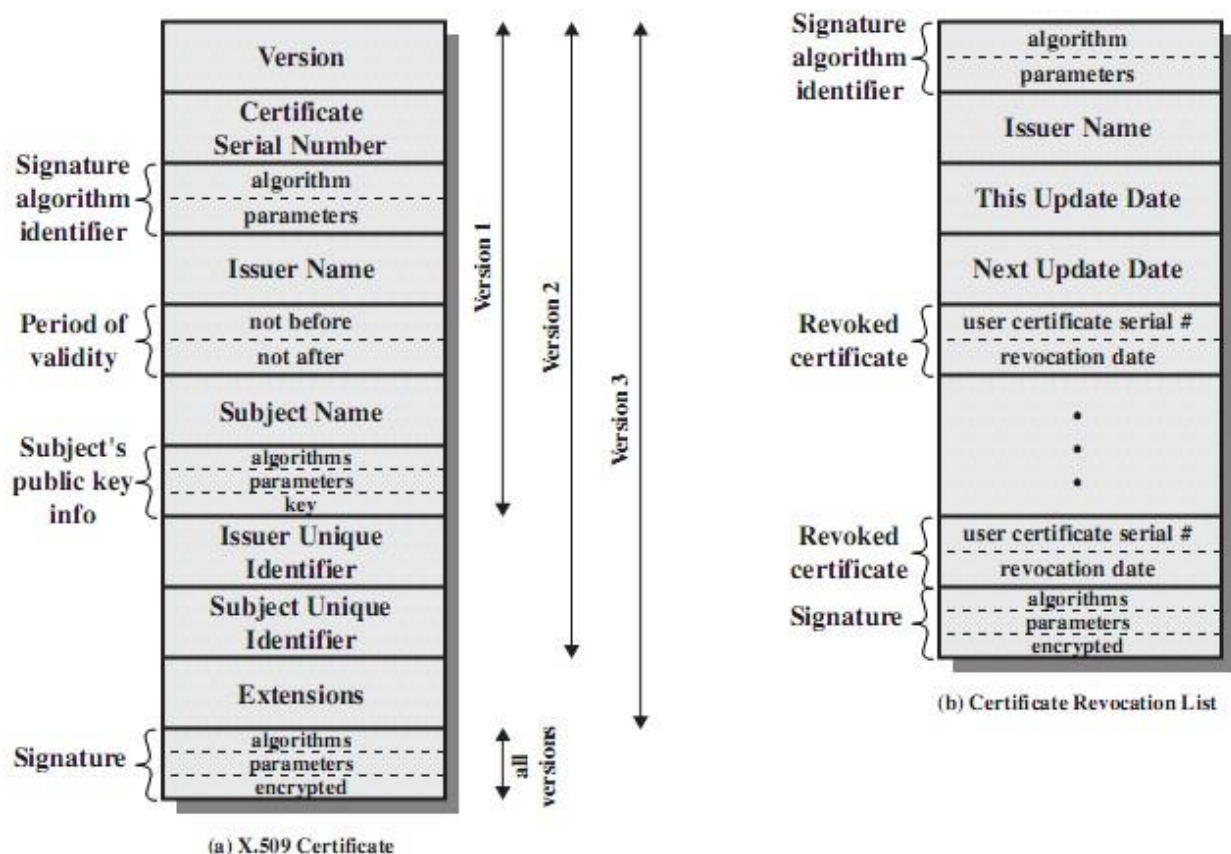 Version
Certificate
Serial Number
Signature
algorithm
identifier
algorithm
parameters
Issuer Name
Period of
validity
not before
not after
Subject Name
Subject's
public key
info
algorithms
parameters
key
Issuer Unique
Identifier
Subject Unique
Identifier
Extensions
Signature
algorithms
parameters
encrypted
Version 1
Version 2
Version 3
all
versions
(a) X.509 Certificate
Signature
algorithm
identifier
algorithm
parameters
Issuer Name
This Update Date
Next Update Date
Revoked
certificate
user certificate serial #
revocation date
Revoked
certificate
user certificate serial #
revocation date
Signature
algorithms
parameters
encrypted
(b) Certificate Revocation List